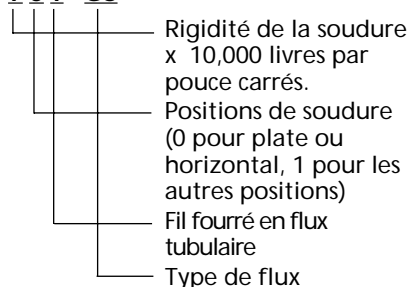 Rigidité de la soudure
x 10,000 livres par
pouce carrés.
Positions de soudure
(0 pour plate ou
horizontal, 1 pour les
autres positions)
Fil fourré en flux
tubulaire
Type de flux